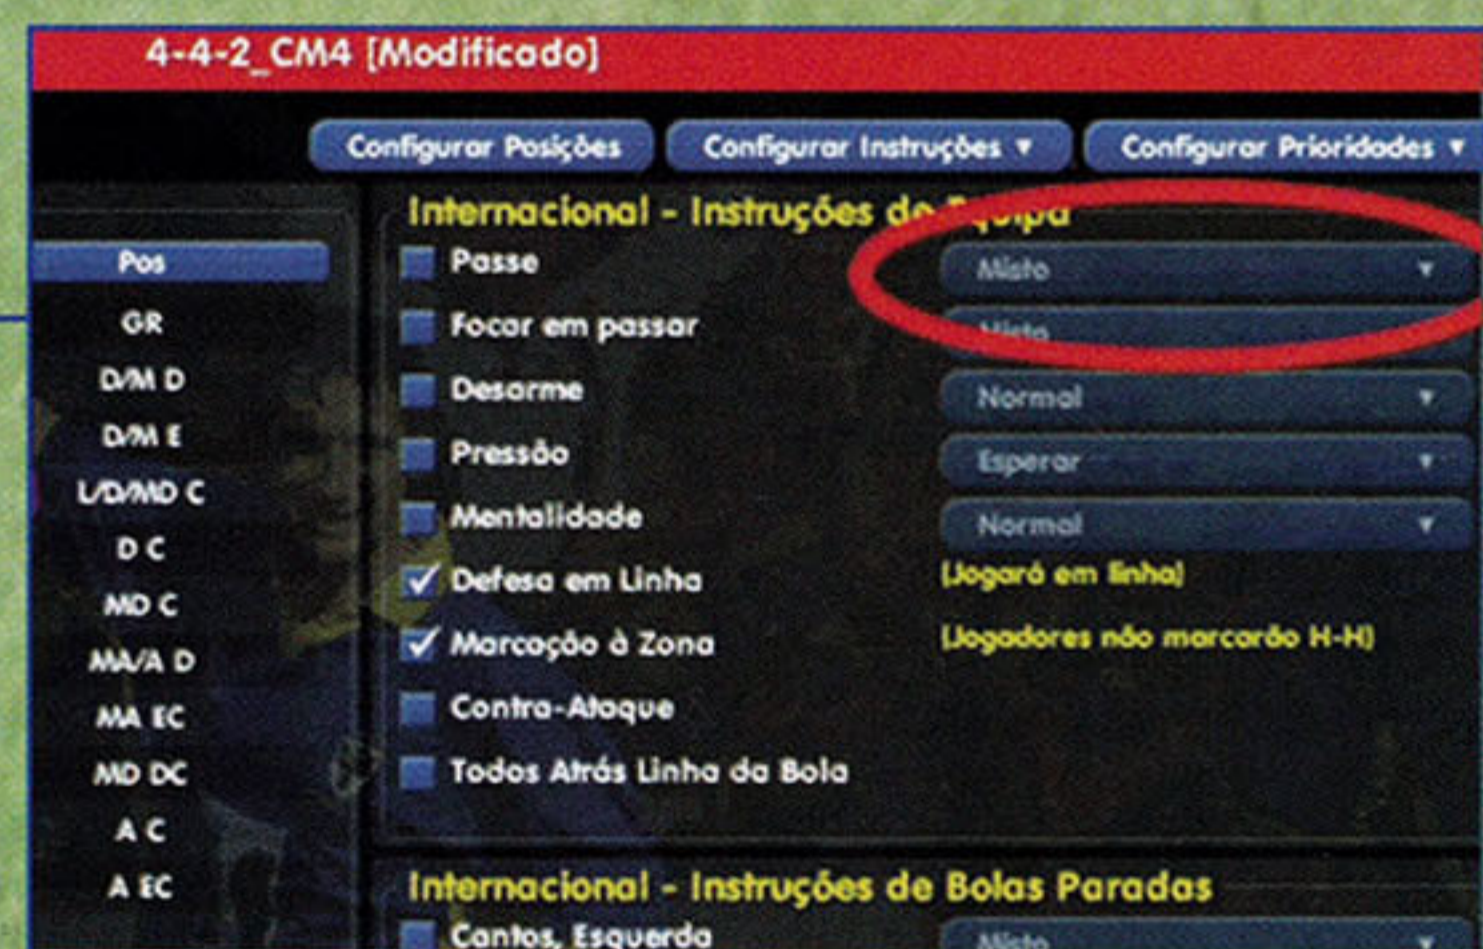 4-4-2_CM4 [Modificado]
Configurar Posições Configurar Instruções Configurar Prioridades
Internacional - Instruções de Equipa
Pos Passe Misto
GR Focar em passar Misto
D/M D Desarme Normal
D/M E Pressão Esperar
L/D/MD C Mentalidade Normal
D C Defesa em Linha (Jogará em linha)
MD C Marcação à Zona (Jogadores não marcarão H-H)
MA/A D
MA EC Contra-Ataque
MD DC Todos Atrás Linha da Bola
A C
A EC Internacional - Instruções de Bolas Paradas
Cantos, Esquerda Misto